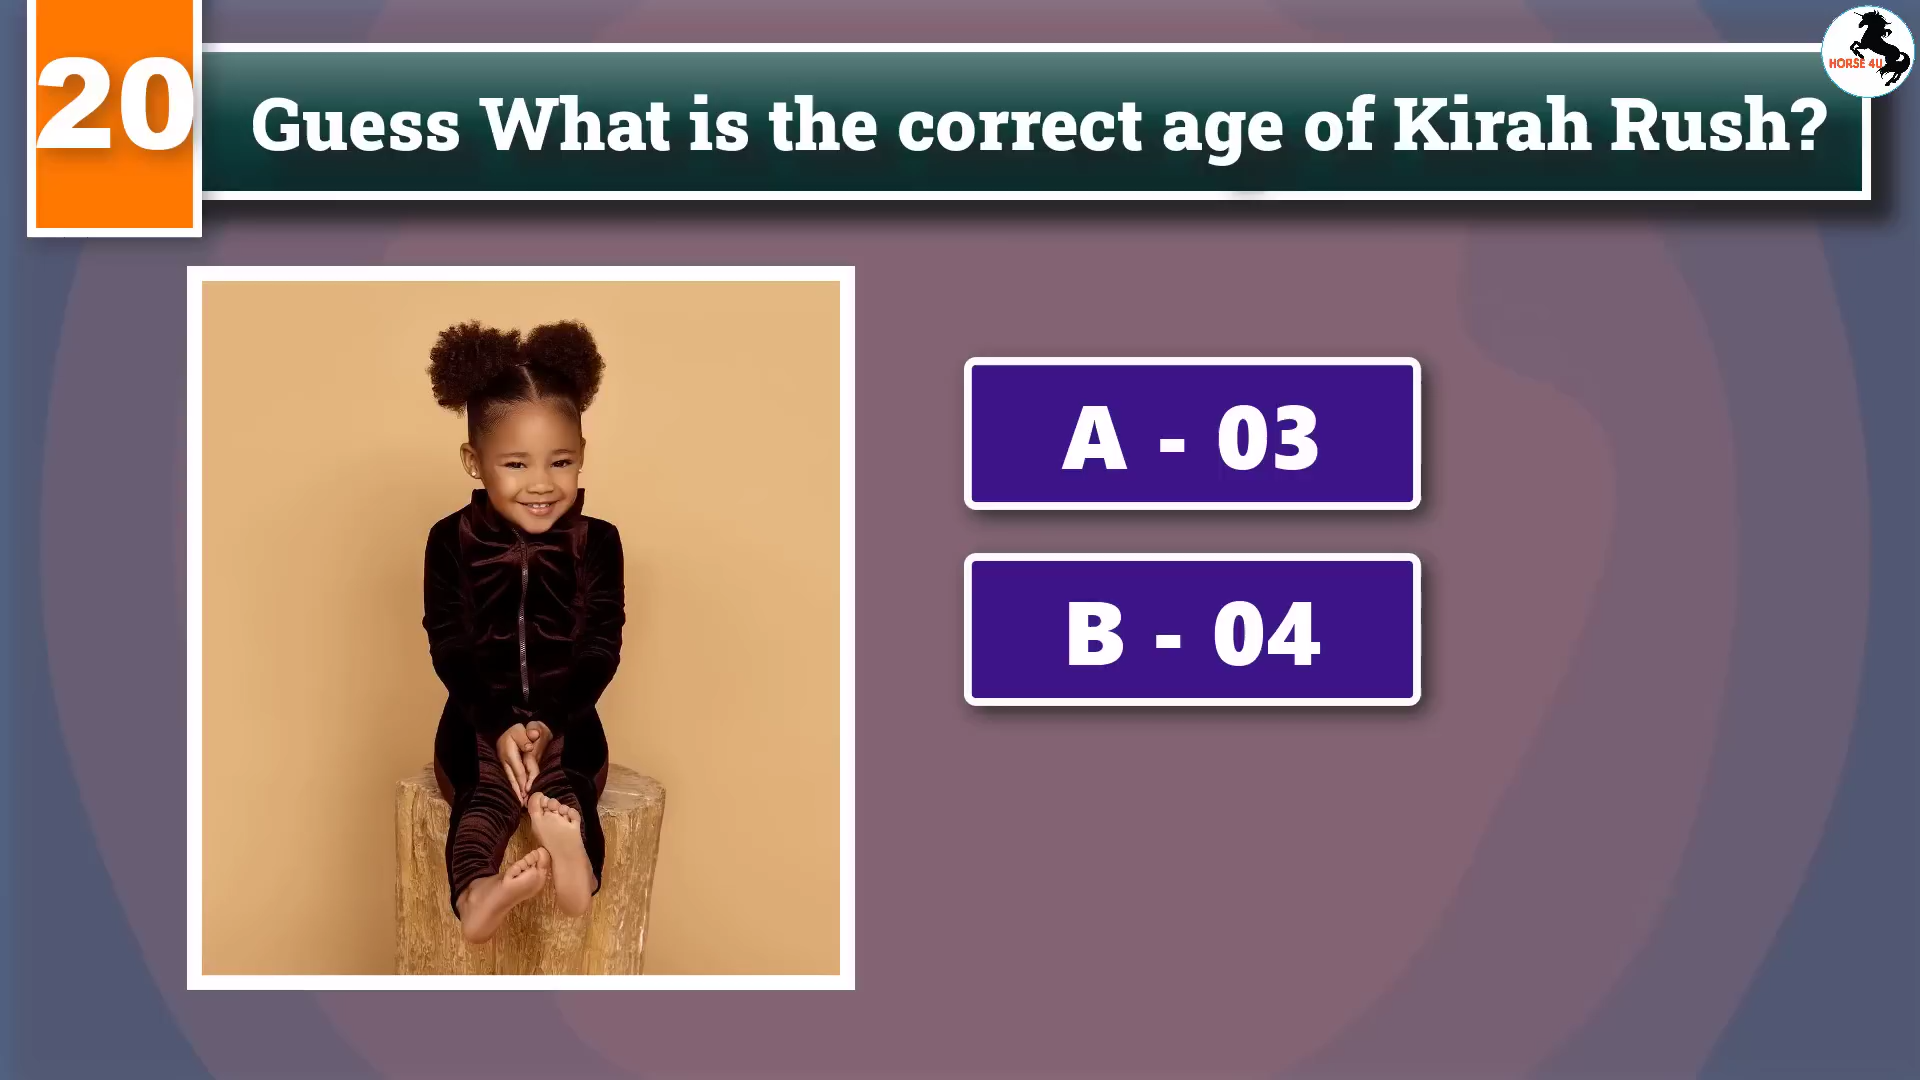 20
Guess What is the correct age of Kirah Rush?
HORSE 4U
A - 03
B - 04